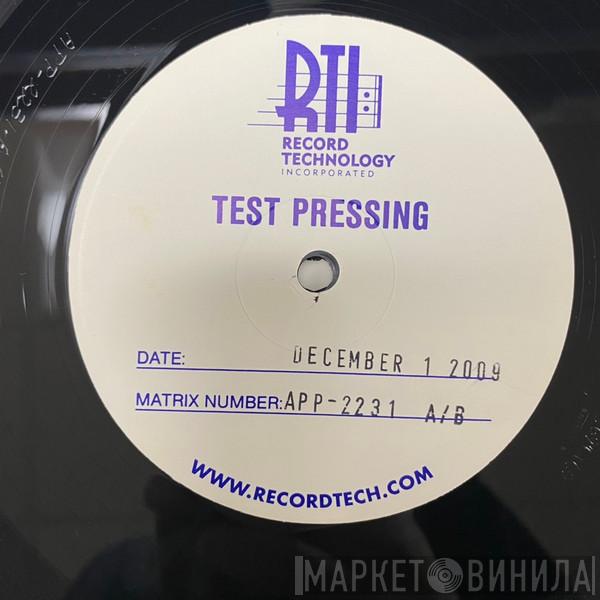 RTI
RECORD
TECHNOLOGY
INCORPORATED
TEST PRESSING
DATE: DECEMBER 1 2009
MATRIX NUMBER: APP-2231 A/B
WWW.RECORDTECH.COM
МАРКЕТ ВИНИЛА